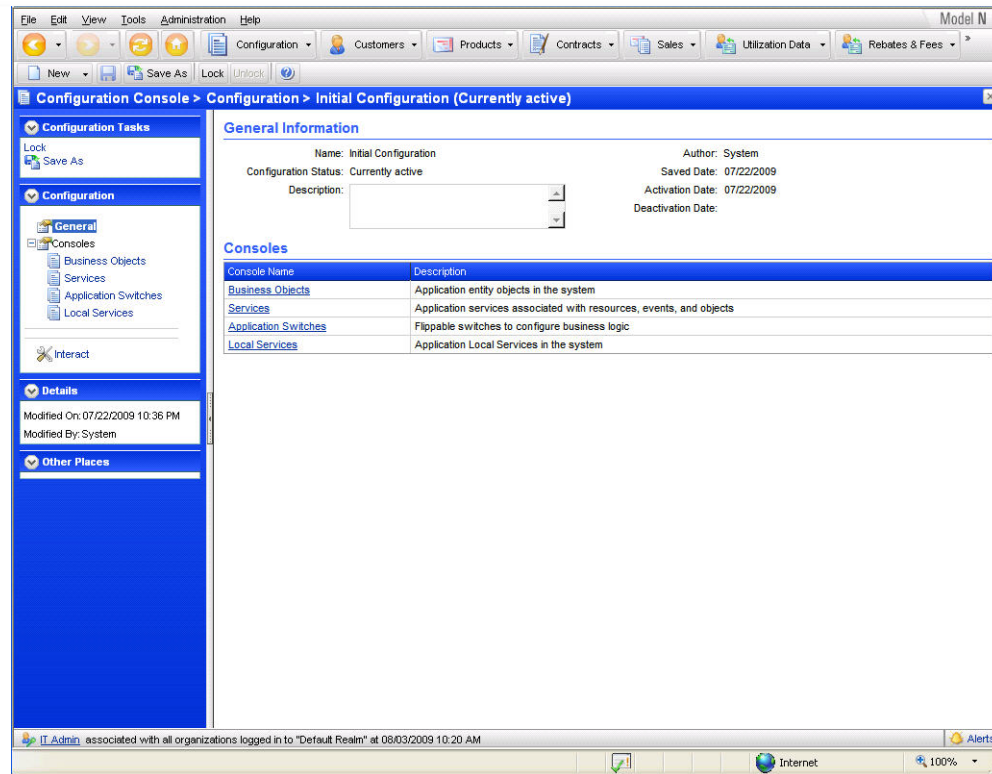 File Edit View Tools Administration Help Model N
Configuration Customers Products Contracts Sales Utilization Data Rebates & Fees »
New Save As Lock Unlock
Configuration Console > Configuration > Initial Configuration (Currently active)
Configuration Tasks
Lock
Save As
Configuration
General
Consoles
Business Objects
Services
Application Switches
Local Services
Interact
Details
Modified On: 07/22/2009 10:36 PM
Modified By: System
Other Places
General Information
Name: Initial Configuration Author: System
Configuration Status: Currently active Saved Date: 07/22/2009
Description: Activation Date: 07/22/2009
Deactivation Date:
Consoles
Console Name Description
Business Objects Application entity objects in the system
Services Application services associated with resources, events, and objects
Application Switches Flippable switches to configure business logic
Local Services Application Local Services in the system
IT Admin associated with all organizations logged in to "Default Realm" at 08/03/2009 10:20 AM Alerts
Internet 100%